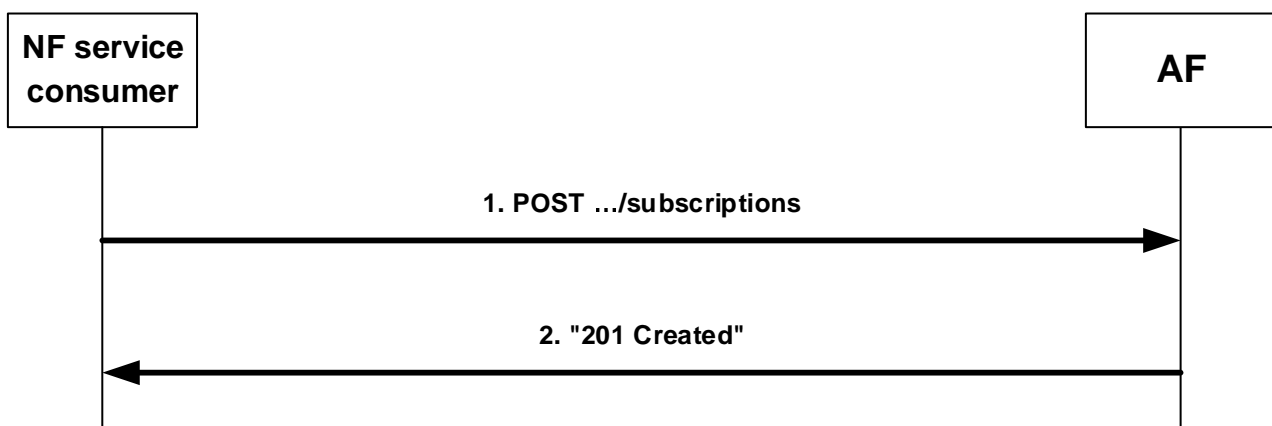 NF service
consumer
AF
1. POST .../subscriptions
2. "201 Created"